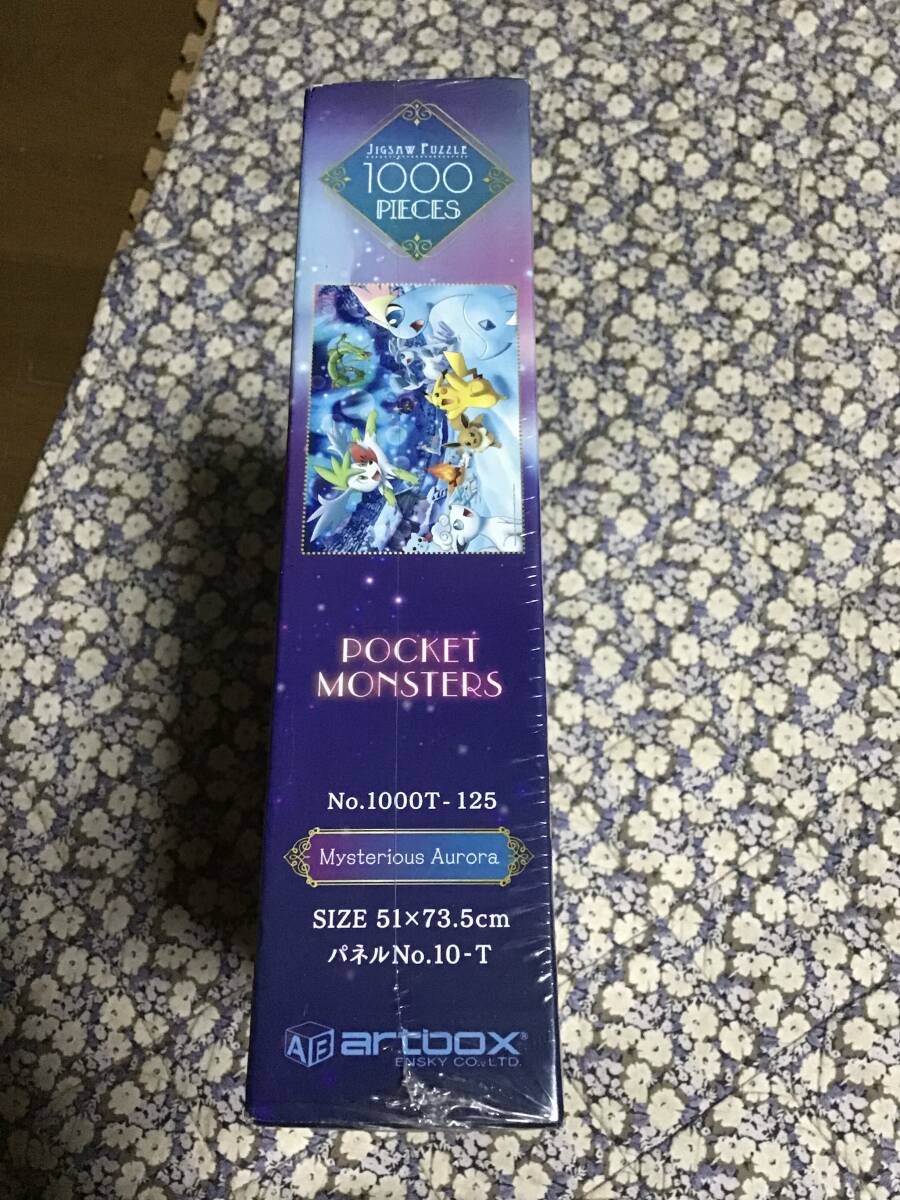 JIGSAW PUZZLE
1000
PIECES
POCKET
MONSTERS
No.1000T-125
Mysterious Aurora
SIZE 51×73.5cm
パネルNo.10-T
AB artbox®
ENSKY CO.,LTD.